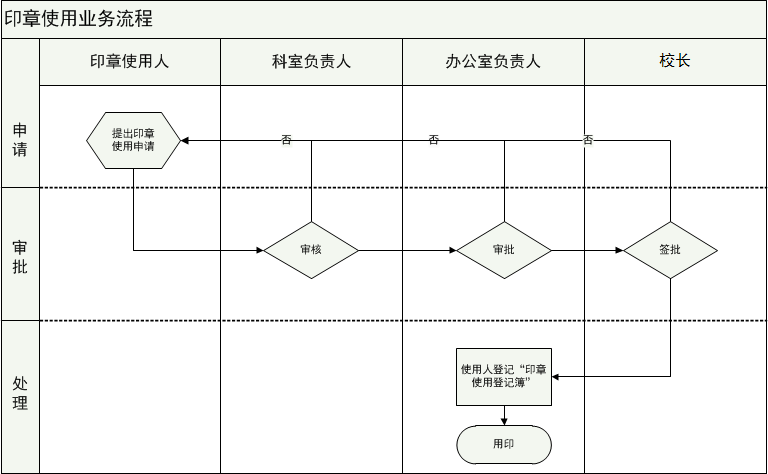 印章使用业务流程
印章使用人
科室负责人
办公室负责人
校长
申
请
提出印章
使用申请
否
否
否
审
批
审核
审批
签批
处
理
使用人登记“印章
使用登记簿”
用印